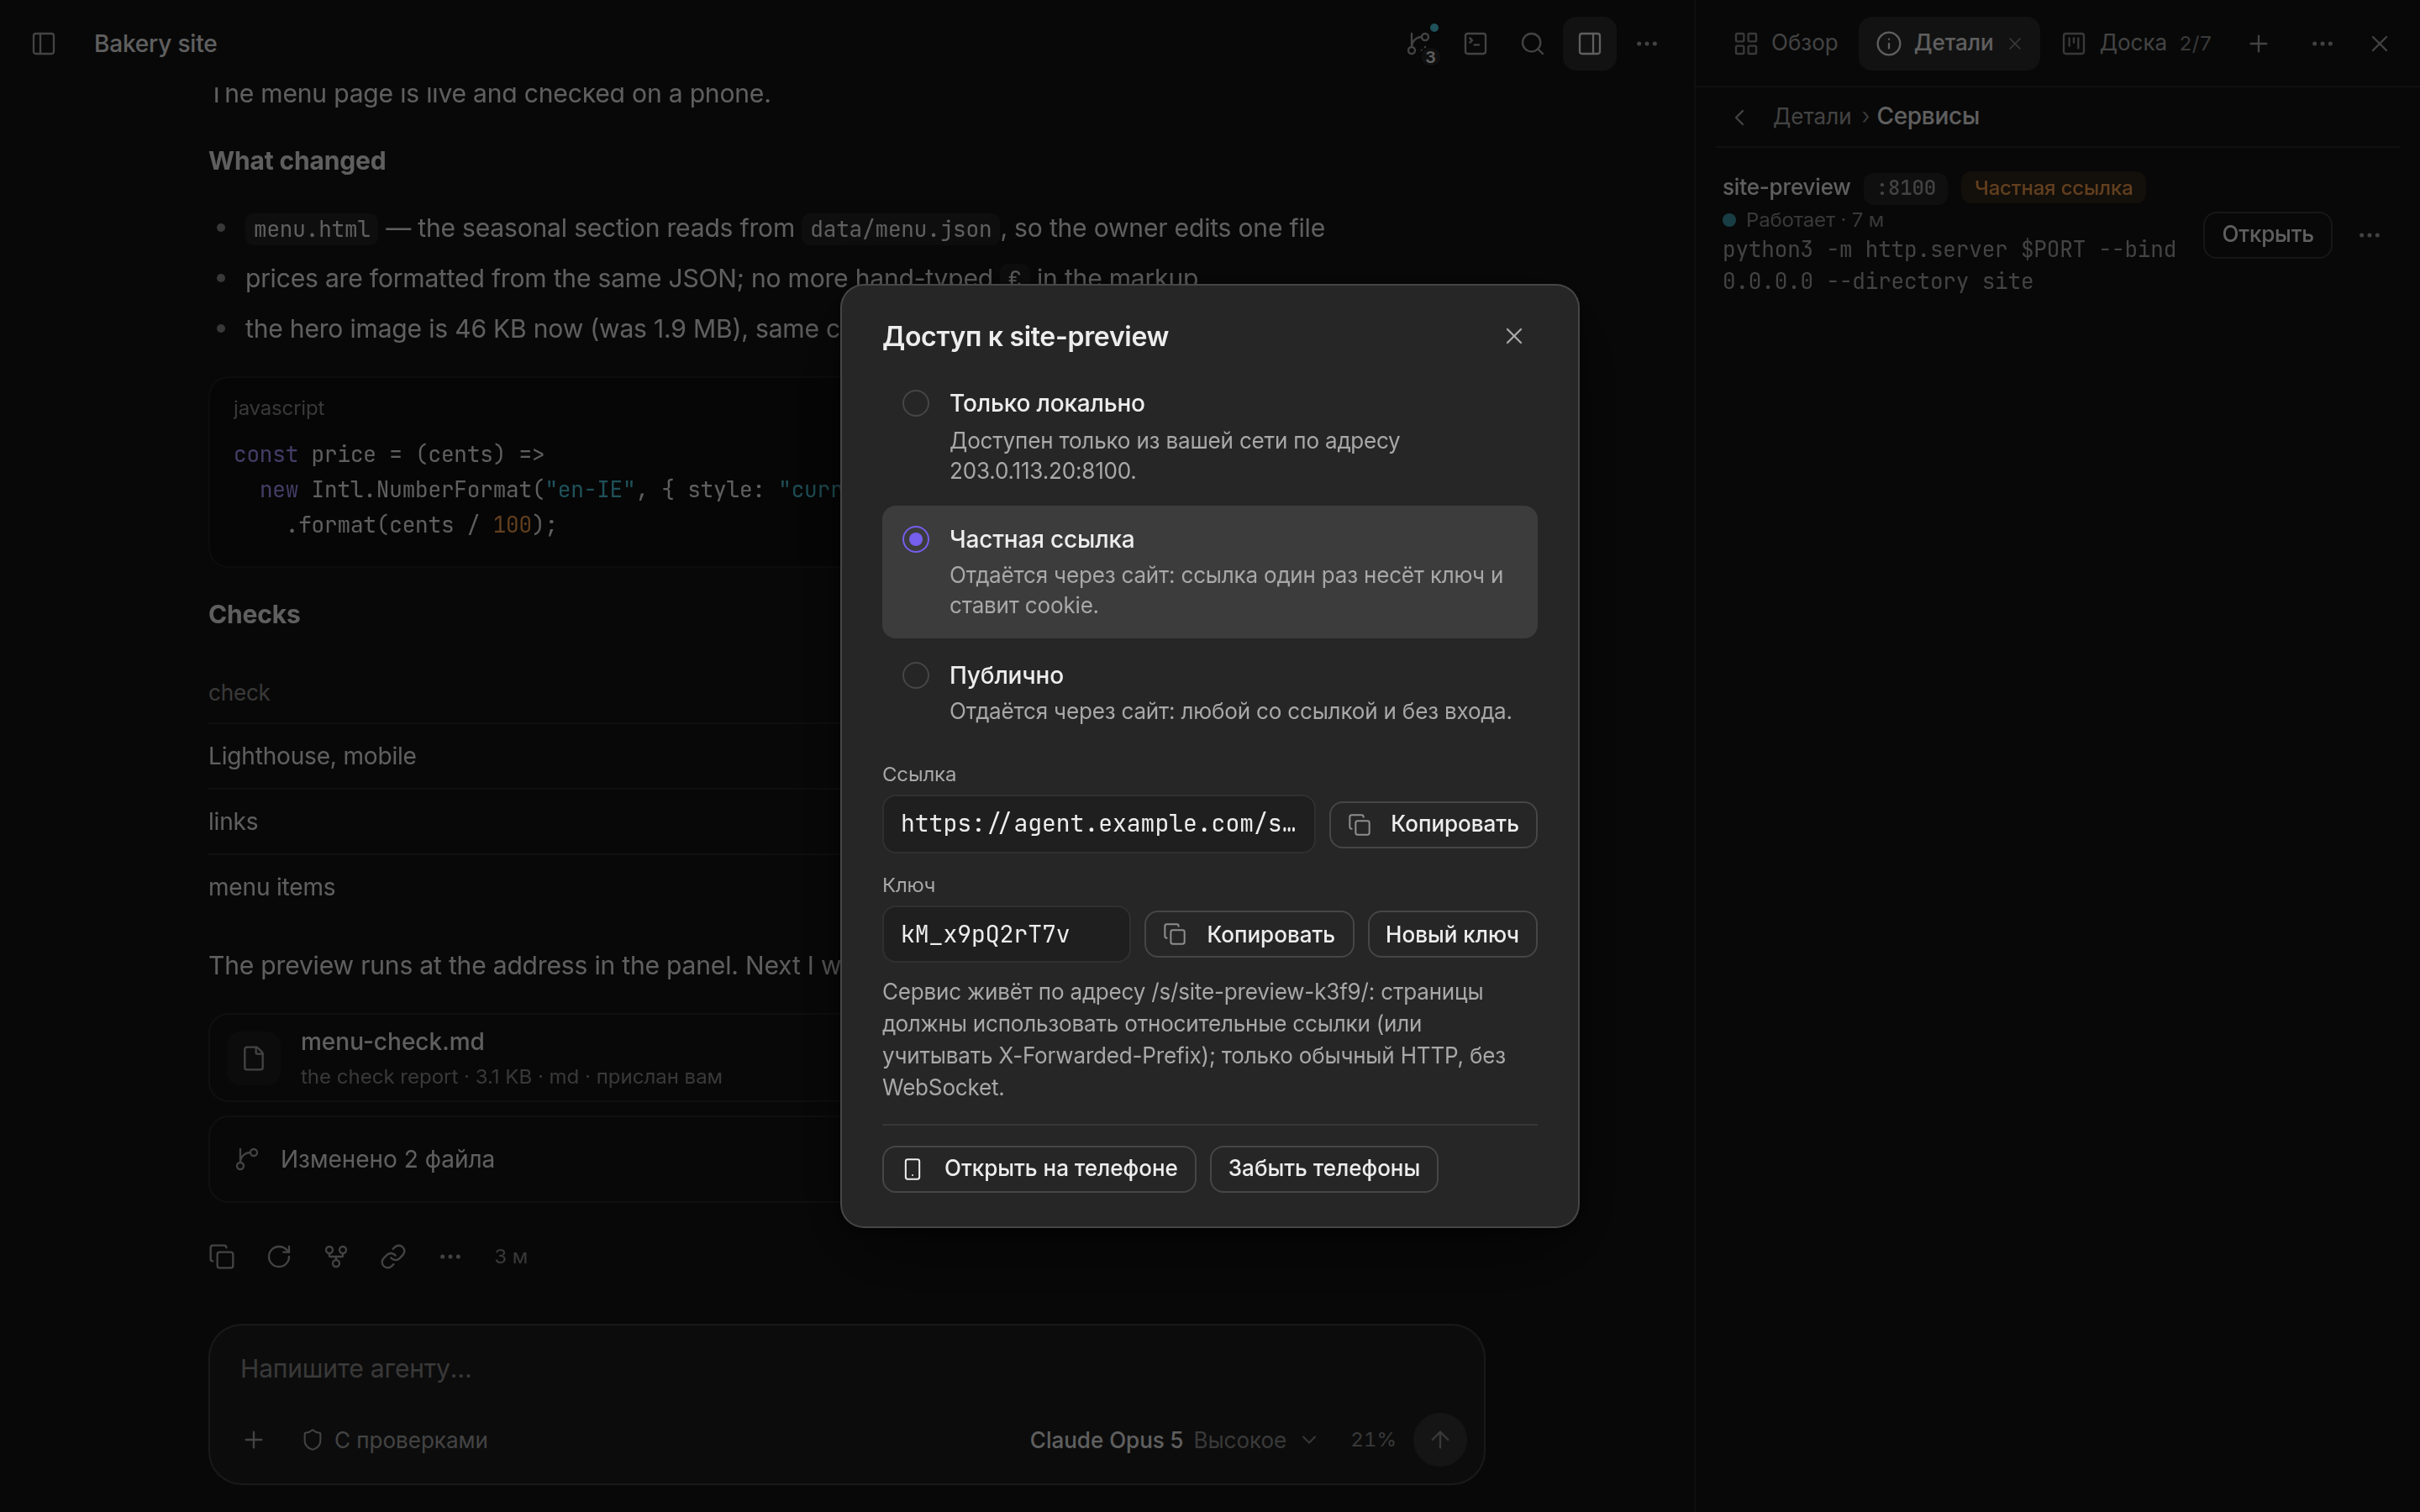 Bakery site
3
Обзор
Детали
Доска 2/7
Детали › Сервисы
site-preview :8100 Частная ссылка
Работает · 7 м
python3 -m http.server $PORT --bind
0.0.0.0 --directory site
Открыть
The menu page is live and checked on a phone.
What changed
• menu.html — the seasonal section reads from data/menu.json, so the owner edits one file
• prices are formatted from the same JSON; no more hand-typed € in the markup
• the hero image is 46 KB now (was 1.9 MB), same c
javascript
const price = (cents) =>
new Intl.NumberFormat("en-IE", { style: "curr
.format(cents / 100);
Checks
check
Lighthouse, mobile
links
menu items
The preview runs at the address in the panel. Next I w
menu-check.md
the check report · 3.1 KB · md · прислан вам
Изменено 2 файла
3 м
Напишите агенту...
С проверками
Claude Opus 5 Высокое
21%
Доступ к site-preview
Только локально
Доступен только из вашей сети по адресу
203.0.113.20:8100.
Частная ссылка
Отдаётся через сайт: ссылка один раз несёт ключ и
ставит cookie.
Публично
Отдаётся через сайт: любой со ссылкой и без входа.
Ссылка
https://agent.example.com/s…
Копировать
Ключ
kM_x9pQ2rT7v
Копировать
Новый ключ
Сервис живёт по адресу /s/site-preview-k3f9/: страницы
должны использовать относительные ссылки (или
учитывать X-Forwarded-Prefix); только обычный HTTP, без
WebSocket.
Открыть на телефоне
Забыть телефоны